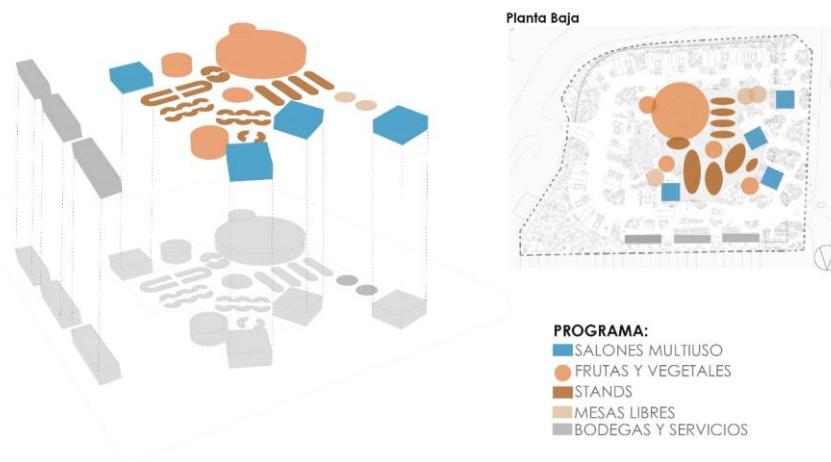 Planta Baja
PROGRAMA:
SALONES MULTIUSO
FRUTAS Y VEGETALES
STANDS
MESAS LIBRES
BODEGAS Y SERVICIOS